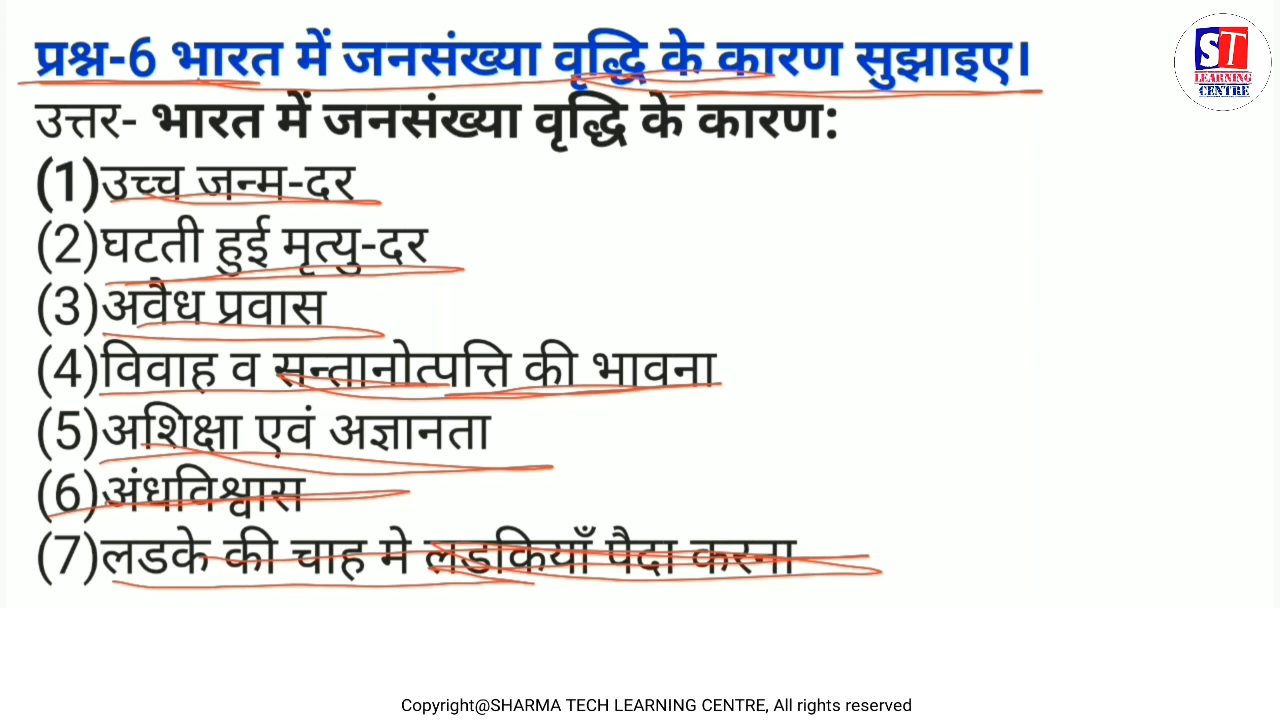 प्रश्न-6 भारत में जनसंख्या वृद्धि के कारण सुझाइए।
ST
LEARNING
CENTRE
उत्तर- भारत में जनसंख्या वृद्धि के कारण:
(1)उच्च जन्म-दर
(2)घटती हुई मृत्यु-दर
(3)अवैध प्रवास
(4)विवाह व सन्तानोत्पत्ति की भावना
(5)अशिक्षा एवं अज्ञानता
(6)अंधविश्वास
(7)लडके की चाह मे लडकियाँ पैदा करना
Copyright@SHARMA TECH LEARNING CENTRE, All rights reserved